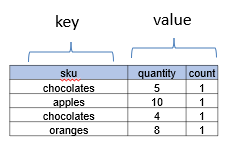 key value
sku quantity count
chocolates 5 1
apples 10 1
chocolates 4 1
oranges 8 1